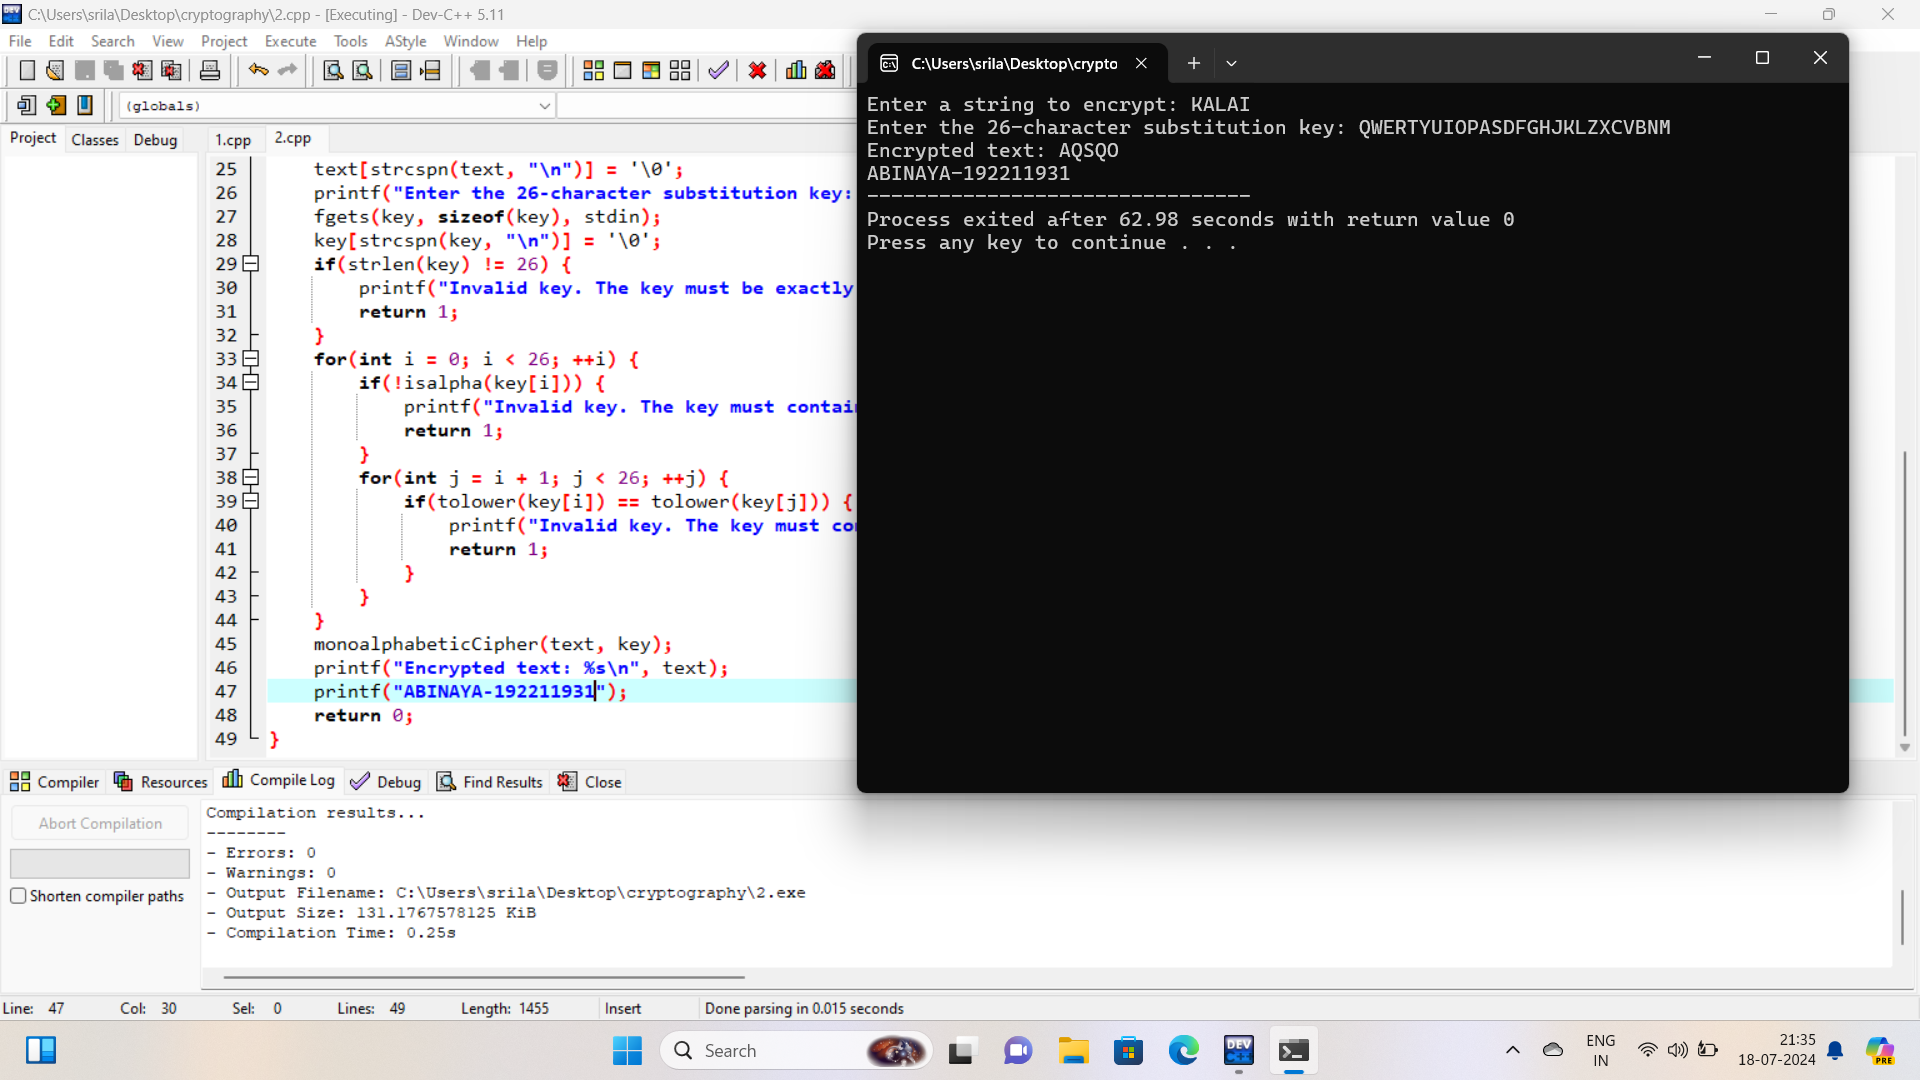 C:\Users\srila\Desktop\cryptography\2.cpp - [Executing] - Dev-C++ 5.11
File Edit Search View Project Execute Tools AStyle Window Help
(globals)
Project Classes Debug
1.cpp 2.cpp
25 text[strcspn(text, "\n")] = '\0';
26 printf("Enter the 26-character substitution key:
27 fgets(key, sizeof(key), stdin);
28 key[strcspn(key, "\n")] = '\0';
29 if(strlen(key) != 26) {
30 printf("Invalid key. The key must be exactly
31 return 1;
32 }
33 for(int i = 0; i < 26; ++i) {
34 if(!isalpha(key[i])) {
35 printf("Invalid key. The key must contai
36 return 1;
37 }
38 for(int j = i + 1; j < 26; ++j) {
39 if(tolower(key[i]) == tolower(key[j])) {
40 printf("Invalid key. The key must co
41 return 1;
42 }
43 }
44 }
45 monoalphabeticCipher(text, key);
46 printf("Encrypted text: %s\n", text);
47 printf("ABINAYA-192211931");
48 return 0;
49 }
C:\Users\srila\Desktop\crypto
Enter a string to encrypt: KALAI
Enter the 26-character substitution key: QWERTYUIOPASDFGHJKLZXCVBNM
Encrypted text: AQSQO
ABINAYA-192211931
--------------------------------
Process exited after 62.98 seconds with return value 0
Press any key to continue . . .
Compiler Resources Compile Log Debug Find Results Close
Abort Compilation
Shorten compiler paths
Compilation results...
--------
- Errors: 0
- Warnings: 0
- Output Filename: C:\Users\srila\Desktop\cryptography\2.exe
- Output Size: 131.1767578125 KiB
- Compilation Time: 0.25s
Line: 47 Col: 30 Sel: 0 Lines: 49 Length: 1455 Insert Done parsing in 0.015 seconds
Search
DEV
C++
ENG
IN
21:35
18-07-2024
PRE